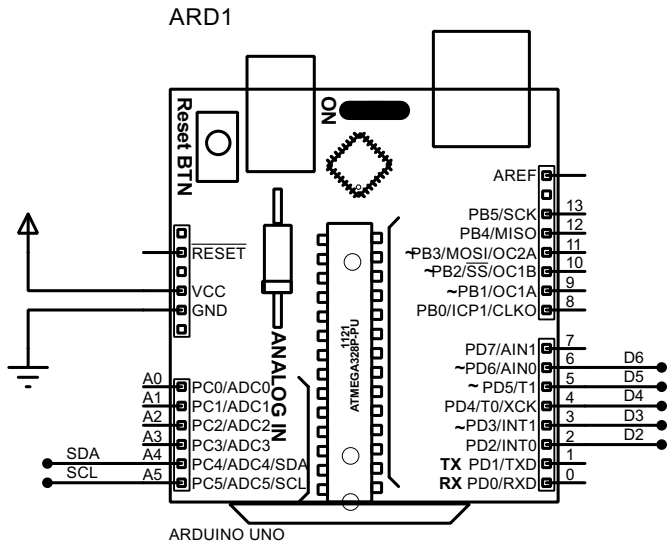 ARD1
Reset BTN
ON
AREF
PB5/SCK 13
PB4/MISO 12
RESET ~PB3/MOSI/OC2A 11
~PB2/SS/OC1B 10
VCC ~PB1/OC1A 9
GND PB0/ICP1/CLKO 8
1121
ATMEGA328P-PU
ANALOG IN
PD7/AIN1 7
~PD6/AIN0 6 D6
A0 PC0/ADC0 ~PD5/T1 5 D5
A1 PC1/ADC1 PD4/T0/XCK 4 D4
A2 PC2/ADC2 ~PD3/INT1 3 D3
A3 PC3/ADC3 PD2/INT0 2 D2
SDA A4 PC4/ADC4/SDA TX PD1/TXD 1
SCL A5 PC5/ADC5/SCL RX PD0/RXD 0
ARDUINO UNO